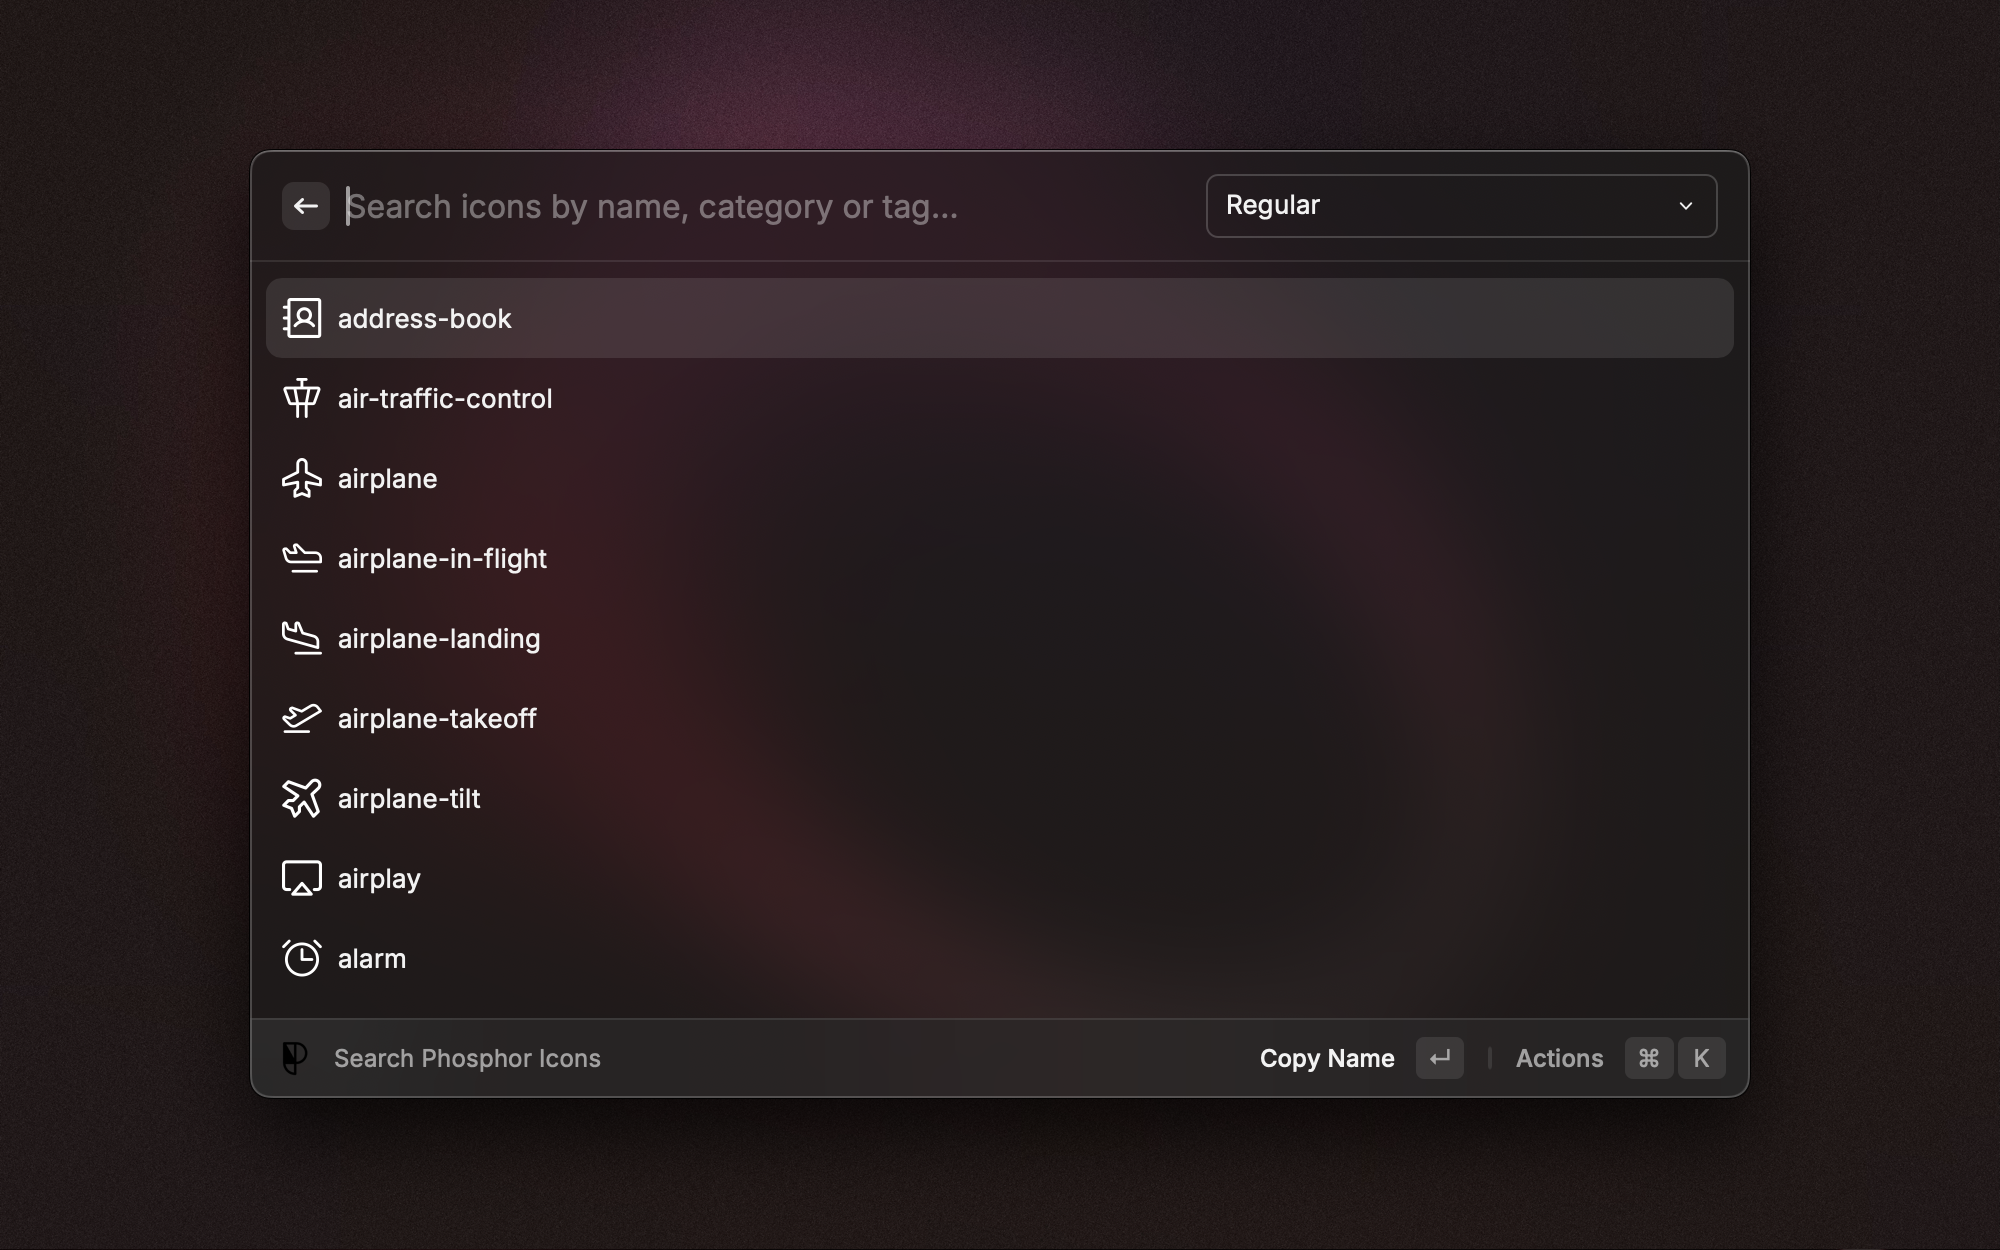 Search icons by name, category or tag...
Regular
address-book
air-traffic-control
airplane
airplane-in-flight
airplane-landing
airplane-takeoff
airplane-tilt
airplay
alarm
Search Phosphor Icons
Copy Name ↵ Actions ⌘ K